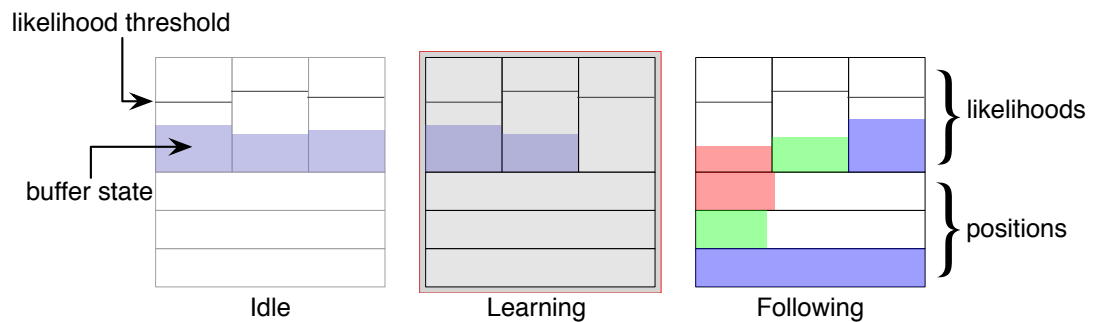 likelihood threshold
buffer state
likelihoods
positions
Idle
Learning
Following